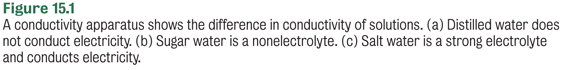 Figure 15.1
A conductivity apparatus shows the difference in conductivity of solutions. (a) Distilled water does
not conduct electricity. (b) Sugar water is a nonelectrolyte. (c) Salt water is a strong electrolyte
and conducts electricity.